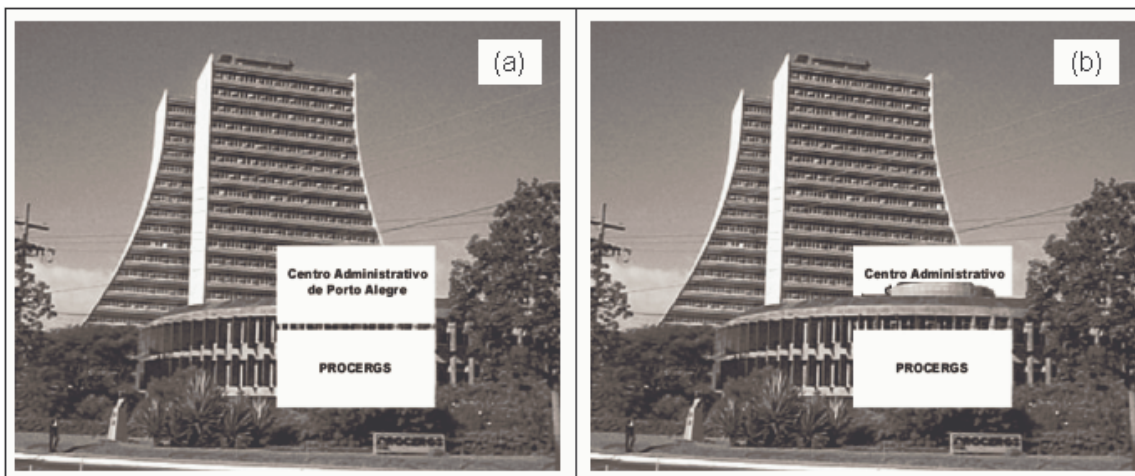 (a)
Centro Administrativo
de Porto Alegre
PROCERGS
PROCERGS
(b)
Centro Administrativo
PROCERGS
PROCERGS